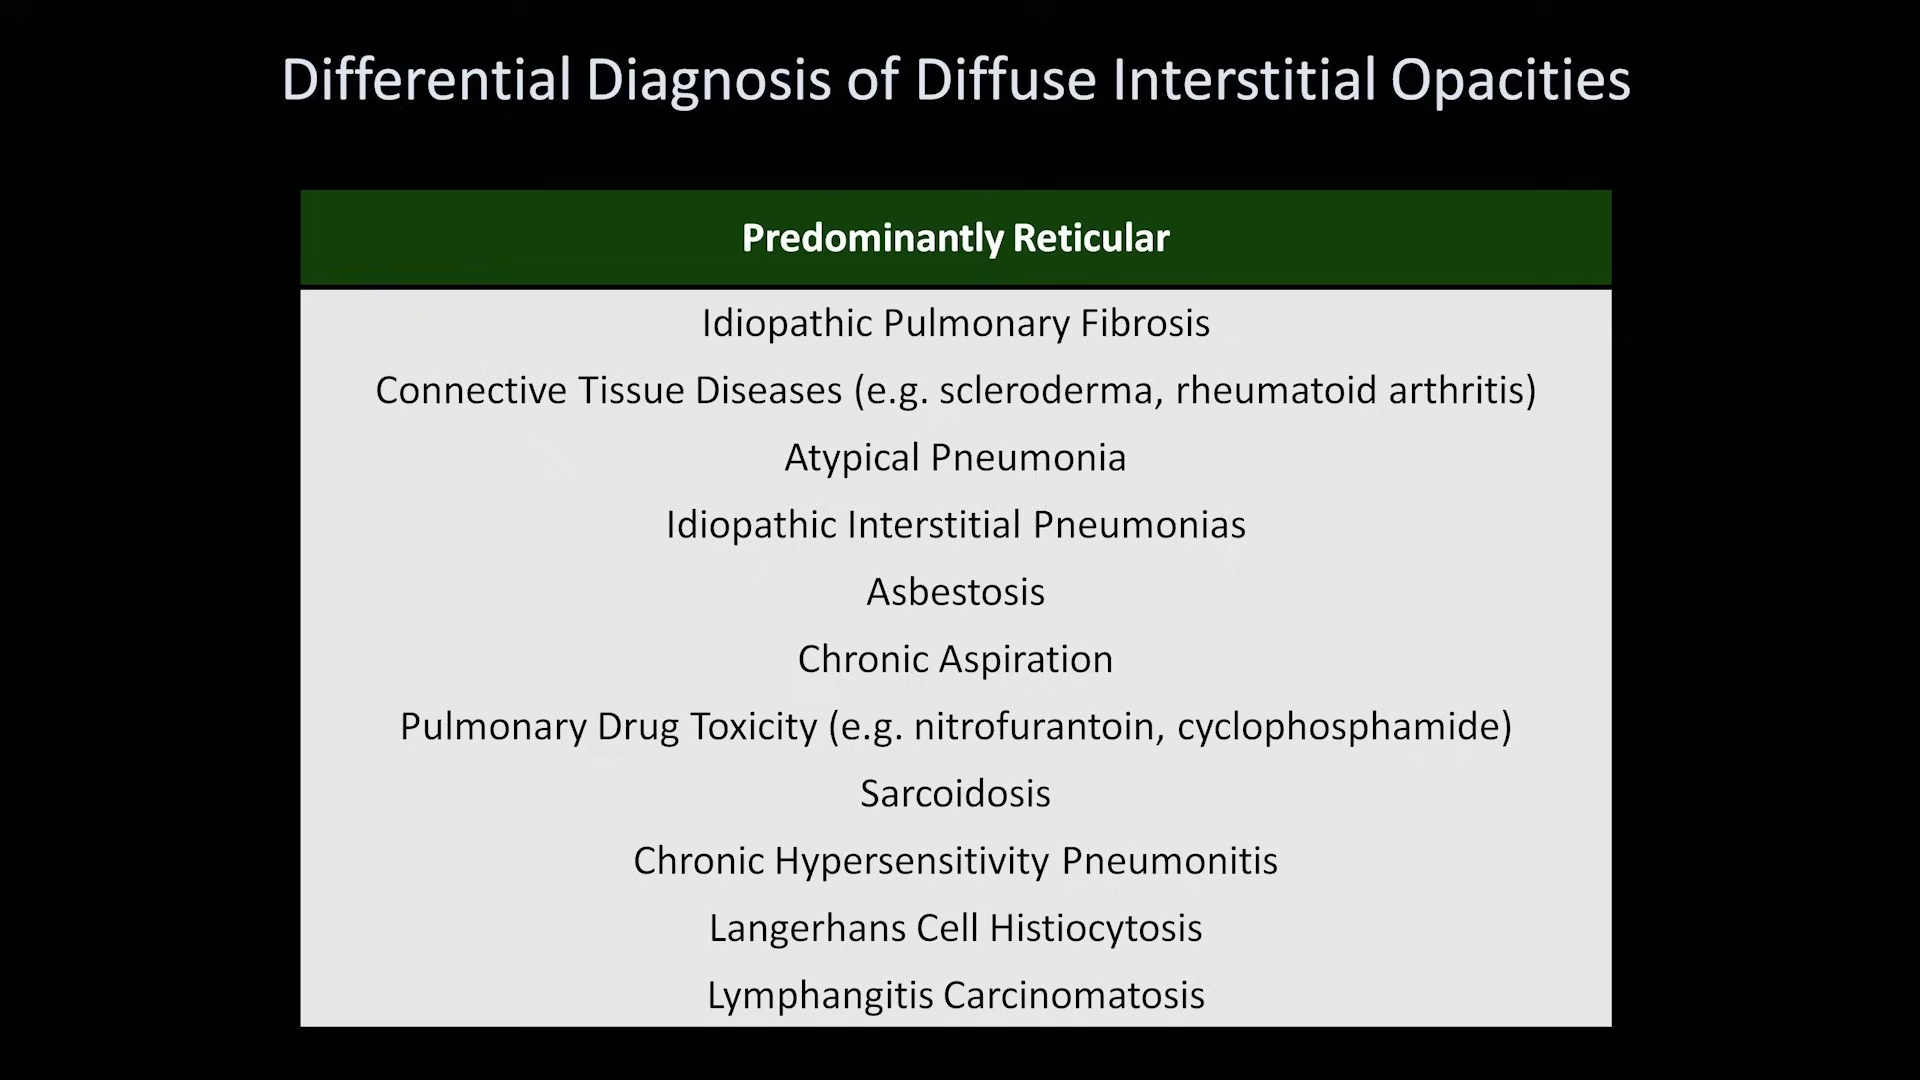 Differential Diagnosis of Diffuse Interstitial Opacities
Predominantly Reticular
Idiopathic Pulmonary Fibrosis
Connective Tissue Diseases (e.g. scleroderma, rheumatoid arthritis)
Atypical Pneumonia
Idiopathic Interstitial Pneumonias
Asbestosis
Chronic Aspiration
Pulmonary Drug Toxicity (e.g. nitrofurantoin, cyclophosphamide)
Sarcoidosis
Chronic Hypersensitivity Pneumonitis
Langerhans Cell Histiocytosis
Lymphangitis Carcinomatosis